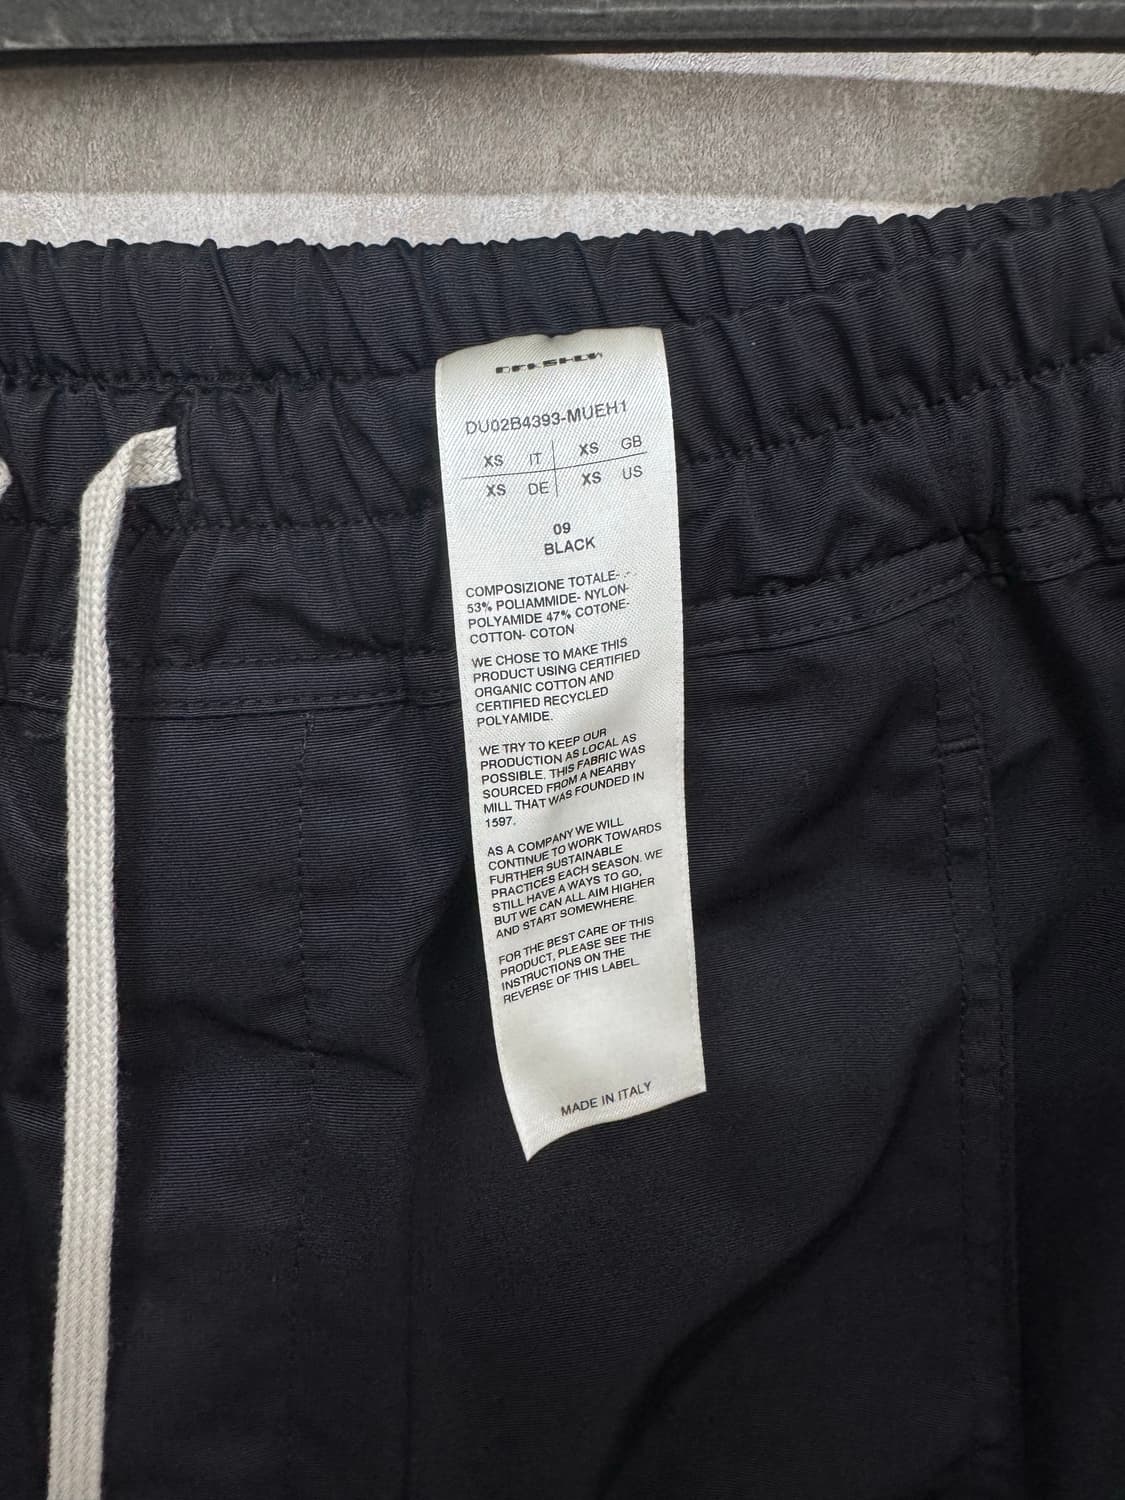 DRKSHDW
DU02B4393-MUEH1
XS IT XS GB
XS DE XS US
09
BLACK
COMPOSIZIONE TOTALE-
53% POLIAMMIDE- NYLON-
POLYAMIDE 47% COTONE-
COTTON- COTON
WE CHOSE TO MAKE THIS
PRODUCT USING CERTIFIED
ORGANIC COTTON AND
CERTIFIED RECYCLED
POLYAMIDE.
WE TRY TO KEEP OUR
PRODUCTION AS LOCAL AS
POSSIBLE. THIS FABRIC WAS
SOURCED FROM A NEARBY
MILL THAT WAS FOUNDED IN
1597.
AS A COMPANY WE WILL
CONTINUE TO WORK TOWARDS
FURTHER SUSTAINABLE
PRACTICES EACH SEASON. WE
STILL HAVE A WAYS TO GO,
BUT WE CAN ALL AIM HIGHER
AND START SOMEWHERE
FOR THE BEST CARE OF THIS
PRODUCT, PLEASE SEE THE
INSTRUCTIONS ON THE
REVERSE OF THIS LABEL.
MADE IN ITALY